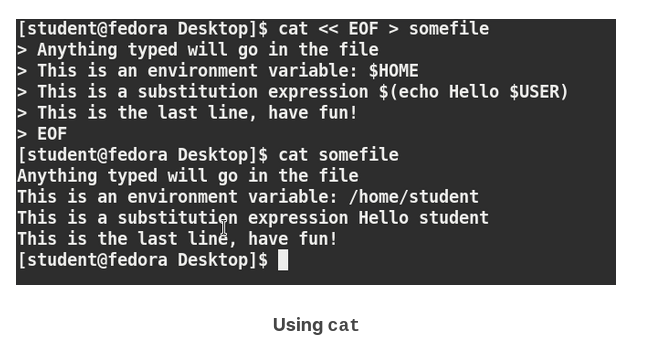 [student@fedora Desktop]$ cat << EOF > somefile
> Anything typed will go in the file
> This is an environment variable: $HOME
> This is a substitution expression $(echo Hello $USER)
> This is the last line, have fun!
> EOF
[student@fedora Desktop]$ cat somefile
Anything typed will go in the file
This is an environment variable: /home/student
This is a substitution expression Hello student
This is the last line, have fun!
[student@fedora Desktop]$
Using cat